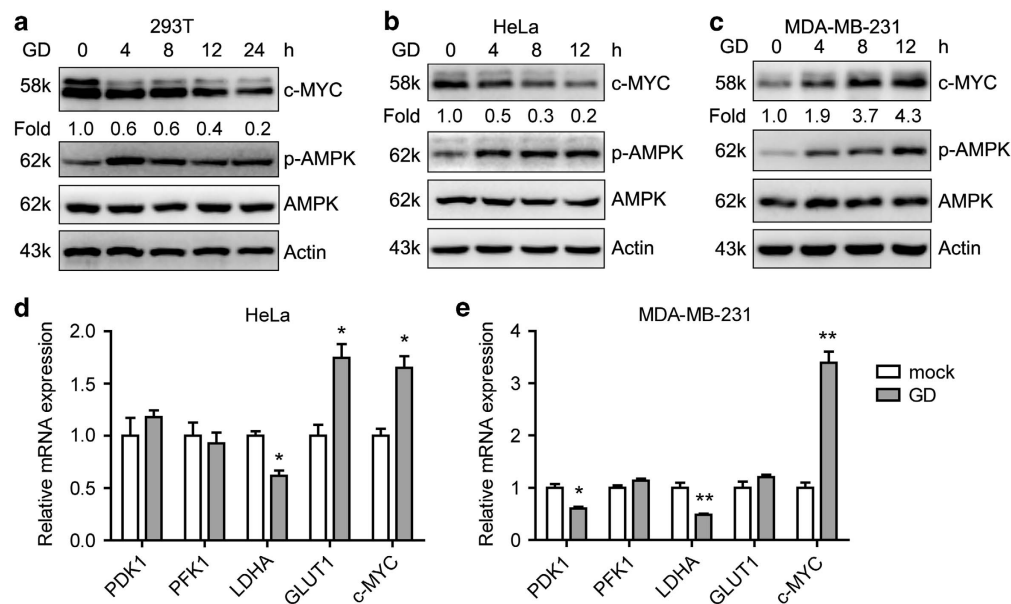 a
293T
GD 0 4 8 12 24 h
58k c-MYC
Fold 1.0 0.6 0.6 0.4 0.2
62k p-AMPK
62k AMPK
43k Actin
b
HeLa
GD 0 4 8 12 h
58k c-MYC
Fold 1.0 0.5 0.3 0.2
62k p-AMPK
62k AMPK
43k Actin
c
MDA-MB-231
GD 0 4 8 12 h
58k c-MYC
Fold 1.0 1.9 3.7 4.3
62k p-AMPK
62k AMPK
43k Actin
d
HeLa
Relative mRNA expression
2.0
1.5
1.0
0.5
0.0
* * *
PDK1 PFK1 LDHA GLUT1 c-MYC
e
MDA-MB-231
Relative mRNA expression
4
3
2
1
0
* ** **
PDK1 PFK1 LDHA GLUT1 c-MYC
mock
GD